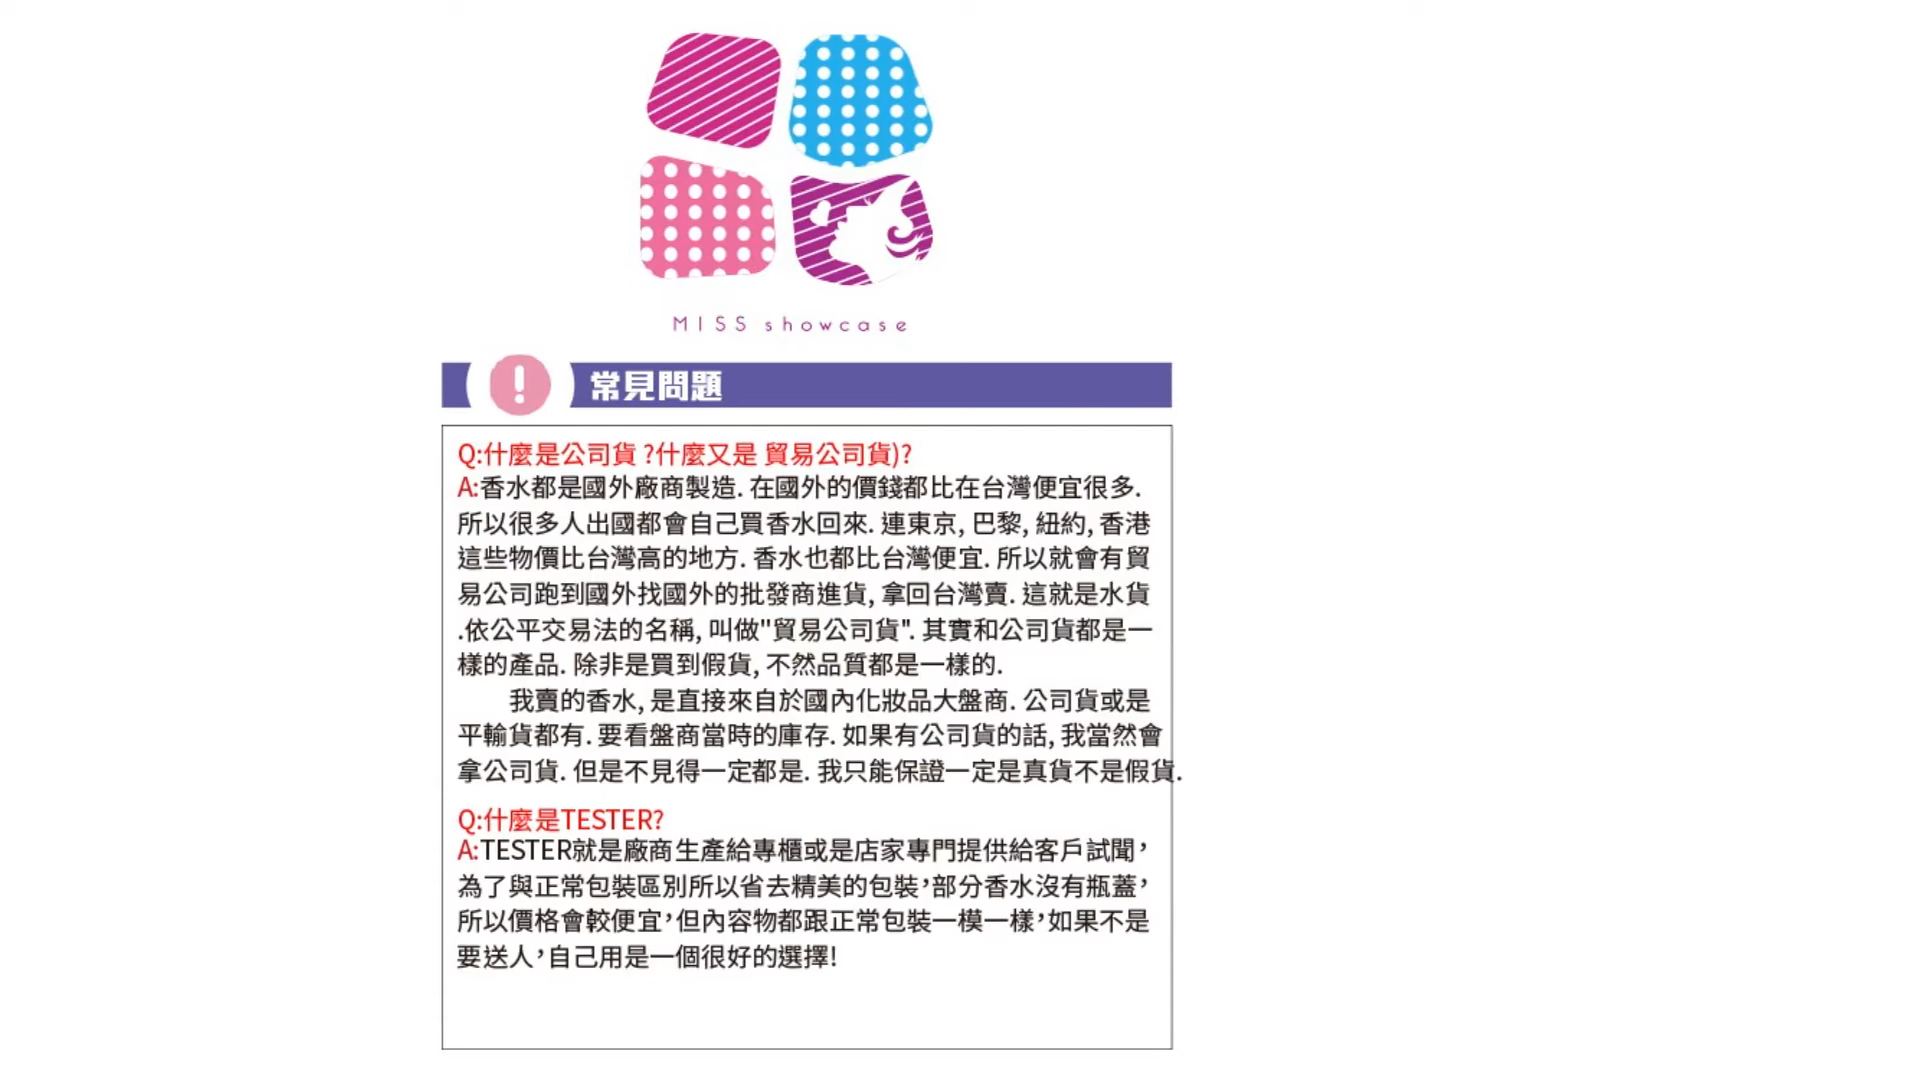 MISS showcase
常見問題
Q:什麼是公司貨 ?什麼又是 貿易公司貨)?
A:香水都是國外廠商製造. 在國外的價錢都比在台灣便宜很多.
所以很多人出國都會自己買香水回來. 連東京, 巴黎, 紐約, 香港
這些物價比台灣高的地方. 香水也都比台灣便宜. 所以就會有貿
易公司跑到國外找國外的批發商進貨, 拿回台灣賣. 這就是水貨
.依公平交易法的名稱, 叫做"貿易公司貨". 其實和公司貨都是一
樣的產品. 除非是買到假貨, 不然品質都是一樣的.
我賣的香水, 是直接來自於國內化妝品大盤商. 公司貨或是
平輸貨都有. 要看盤商當時的庫存. 如果有公司貨的話, 我當然會
拿公司貨. 但是不見得一定都是. 我只能保證一定是真貨不是假貨.
Q:什麼是TESTER?
A:TESTER就是廠商生產給專櫃或是店家專門提供給客戶試聞，
為了與正常包裝區別所以省去精美的包裝，部分香水沒有瓶蓋，
所以價格會較便宜，但內容物都跟正常包裝一模一樣，如果不是
要送人，自己用是一個很好的選擇!